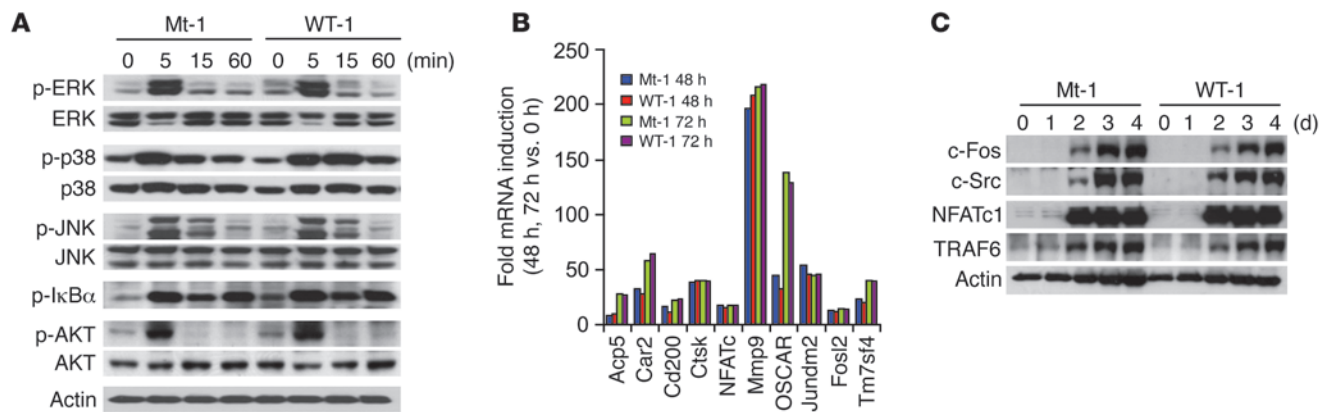 A
Mt-1 WT-1
0 5 15 60 0 5 15 60 (min)
p-ERK
ERK
p-p38
p38
p-JNK
JNK
p-IκBα
p-AKT
AKT
Actin
B
Fold mRNA induction
(48 h, 72 h vs. 0 h)
250
200
150
100
50
0
Mt-1 48 h
WT-1 48 h
Mt-1 72 h
WT-1 72 h
Acp5
Car2
Cd200
Ctsk
NFATc
Mmp9
OSCAR
Jundm2
Fosl2
Tm7sf4
C
Mt-1 WT-1
0 1 2 3 4 0 1 2 3 4 (d)
c-Fos
c-Src
NFATc1
TRAF6
Actin